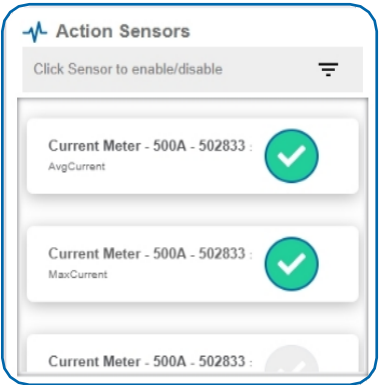 Action Sensors
Click Sensor to enable/disable
Current Meter - 500A - 502833 :
AvgCurrent
Current Meter - 500A - 502833 :
MaxCurrent
Current Meter - 500A - 502833 :